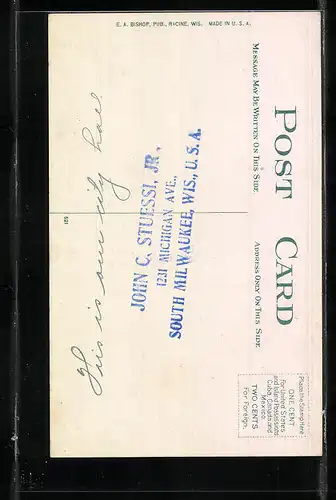 E. A. BISHOP, PUB., RACINE, WIS. MADE IN U. S. A.
POST CARD
MESSAGE MAY BE WRITTEN ON THIS SIDE
ADDRESS ONLY ON THIS SIDE
Place the Stamp Here
ONE CENT
For United States
and Island Possessions
Cuba, Canada and
Mexico
TWO CENTS
For Foreign.
This is our city hall
JOHN C. STUESSI, JR.,
1231 MICHIGAN AVE.,
SOUTH MILWAUKEE, WIS., U. S. A.